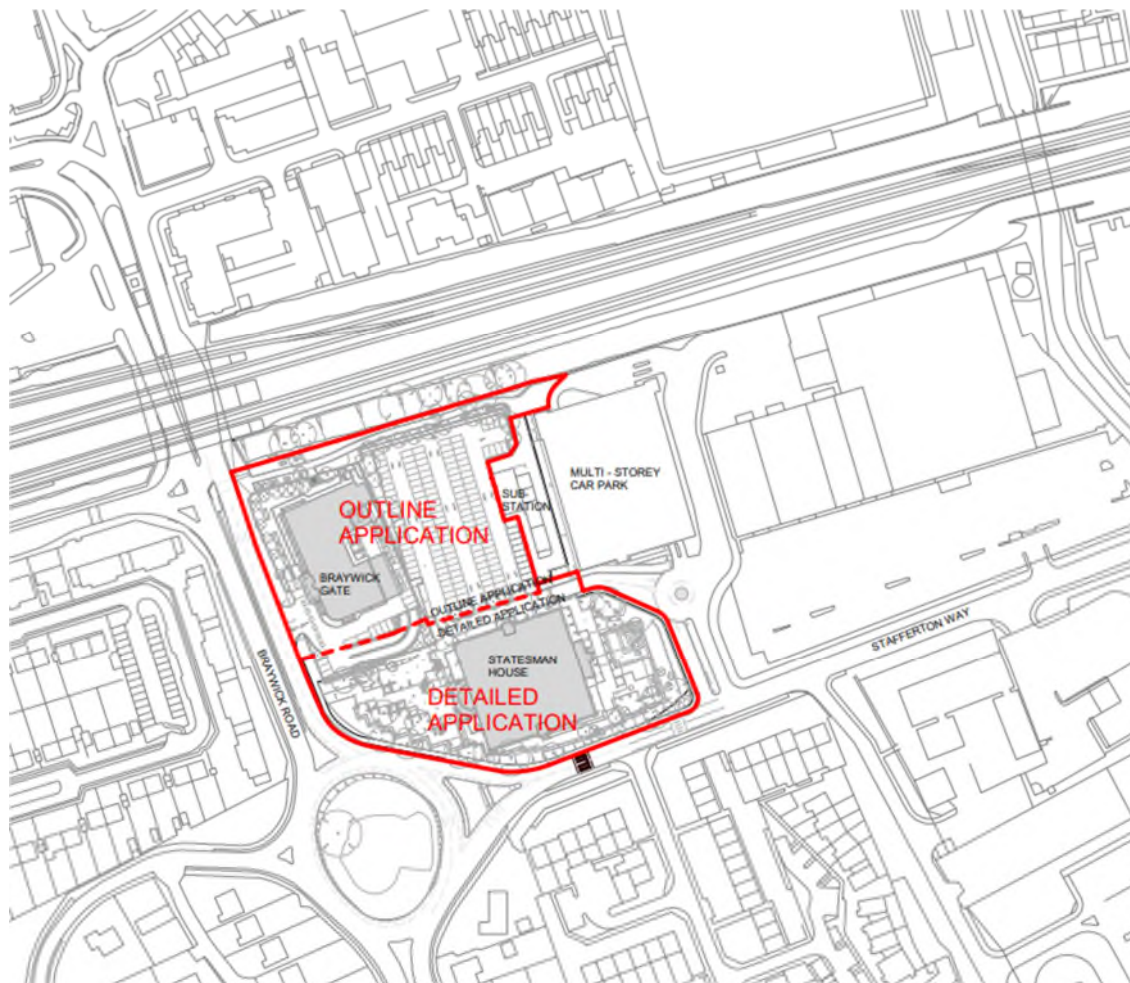 MULTI - STOREY
CAR PARK
SUB-
STATION
OUTLINE
APPLICATION
BRAYWICK
GATE
OUTLINE APPLICATION
DETAILED APPLICATION
STATESMAN
HOUSE
DETAILED
APPLICATION
BRAYWICK ROAD
STAFFERTON WAY